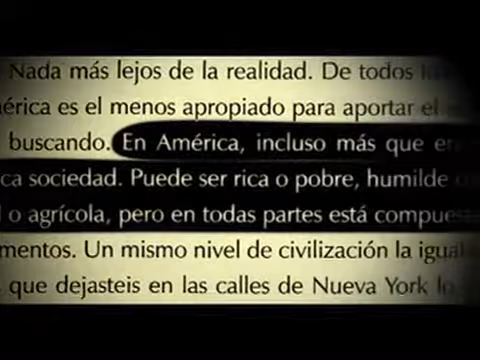 Nada más lejos de la realidad. De todos
érica es el menos apropiado para aportar el
buscando. En América, incluso más que en
ca sociedad. Puede ser rica o pobre, humilde
o agrícola, pero en todas partes está compues
mentos. Un mismo nivel de civilización la igual
que dejasteis en las calles de Nueva York lo